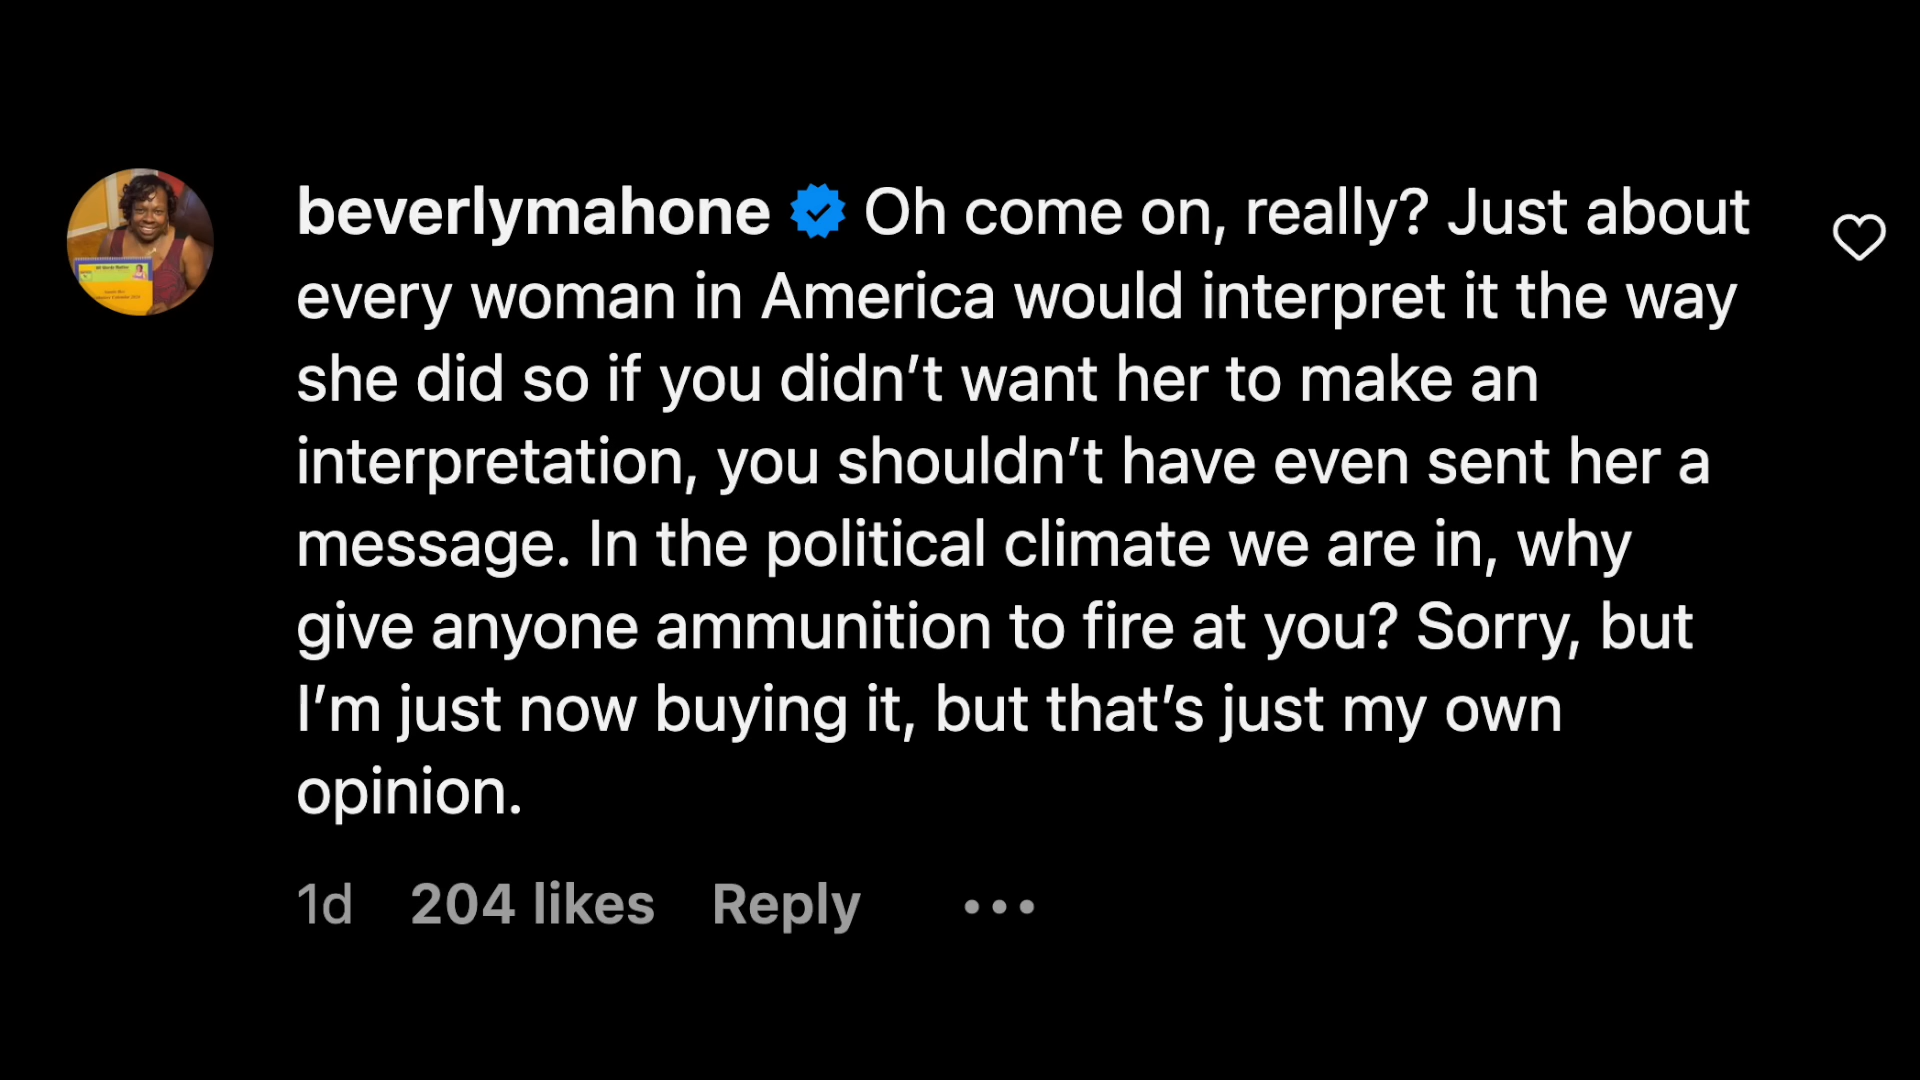 beverlymahone Oh come on, really? Just about
every woman in America would interpret it the way
she did so if you didn’t want her to make an
interpretation, you shouldn’t have even sent her a
message. In the political climate we are in, why
give anyone ammunition to fire at you? Sorry, but
I’m just now buying it, but that’s just my own
opinion.
1d 204 likes Reply